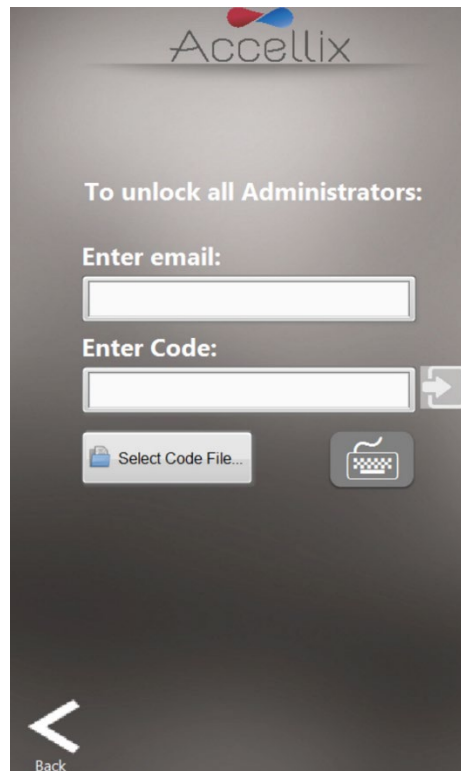 Accellix
To unlock all Administrators:
Enter email:
Enter Code:
Select Code File...
Back